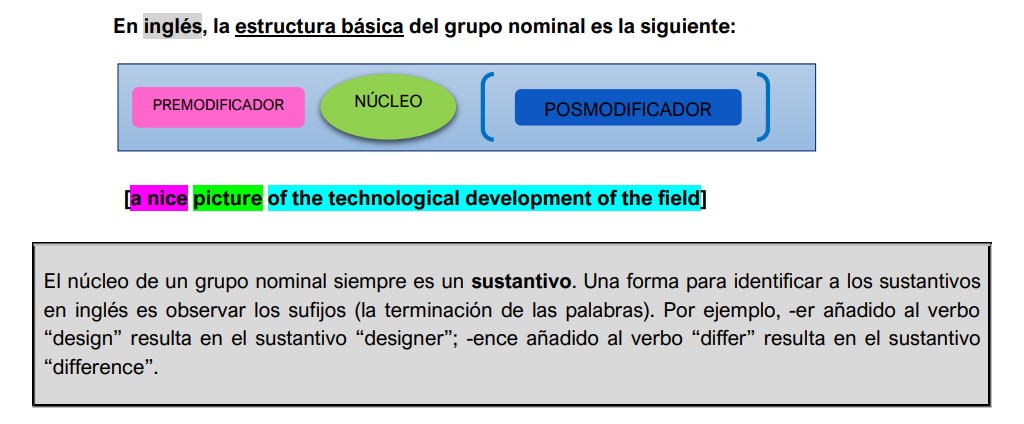 En inglés, la estructura básica del grupo nominal es la siguiente:
PREMODIFICADOR NÚCLEO POSMODIFICADOR
[a nice picture of the technological development of the field]
El núcleo de un grupo nominal siempre es un sustantivo. Una forma para identificar a los sustantivos
en inglés es observar los sufijos (la terminación de las palabras). Por ejemplo, -er añadido al verbo
“design” resulta en el sustantivo “designer”; -ence añadido al verbo “differ” resulta en el sustantivo
“difference”.